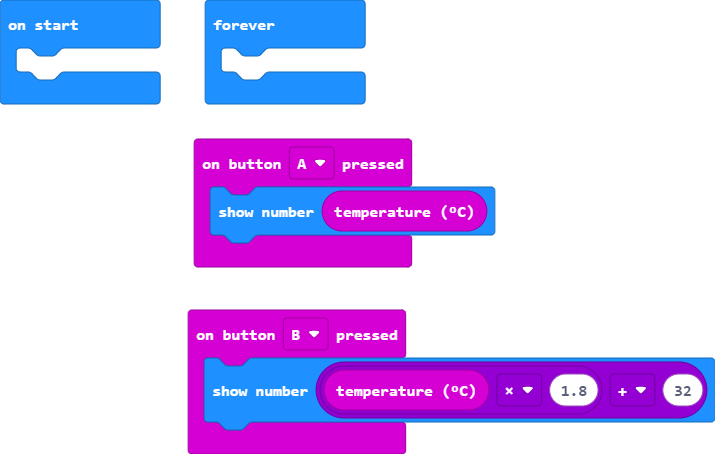 on start
forever
on button A pressed
show number temperature (ºC)
on button B pressed
show number temperature (ºC) × 1.8 + 32